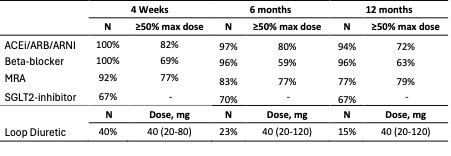 4 Weeks 6 months 12 months
N ≥50% max dose N ≥50% max dose N ≥50% max dose
ACEi/ARB/ARNI 100% 82% 97% 80% 94% 72%
Beta-blocker 100% 69% 96% 59% 96% 63%
MRA 92% 77% 83% 77% 77% 79%
SGLT2-inhibitor 67% - 70% - 67% -
N Dose, mg N Dose, mg N Dose, mg
Loop Diuretic 40% 40 (20-80) 23% 40 (20-120) 15% 40 (20-120)